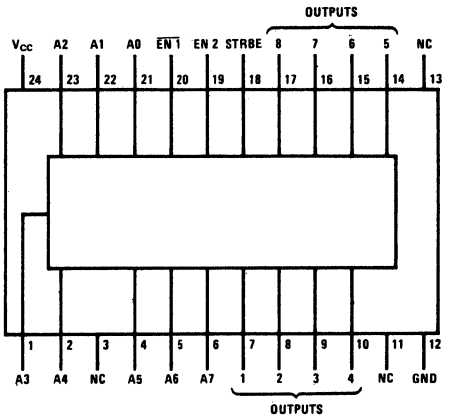 OUTPUTS
VCC A2 A1 A0 EN 1 EN 2 STRBE 8 7 6 5 NC
24 23 22 21 20 19 18 17 16 15 14 13
1 2 3 4 5 6 7 8 9 10 11 12
A3 A4 NC A5 A6 A7 1 2 3 4 NC GND
OUTPUTS